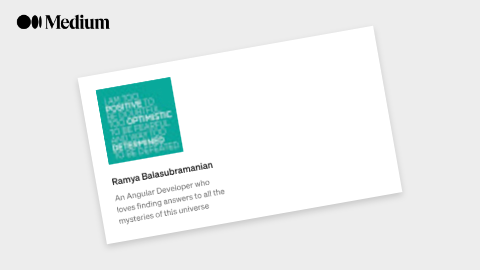 Medium
I AM TOO
POSITIVE TO
BE DOUBTFUL
TOO OPTIMISTIC
TO BE FEARFUL
AND WAY TOO
DETERMINED
TO BE DEFEATED
Ramya Balasubramanian
An Angular Developer who
loves finding answers to all the
mysteries of this universe